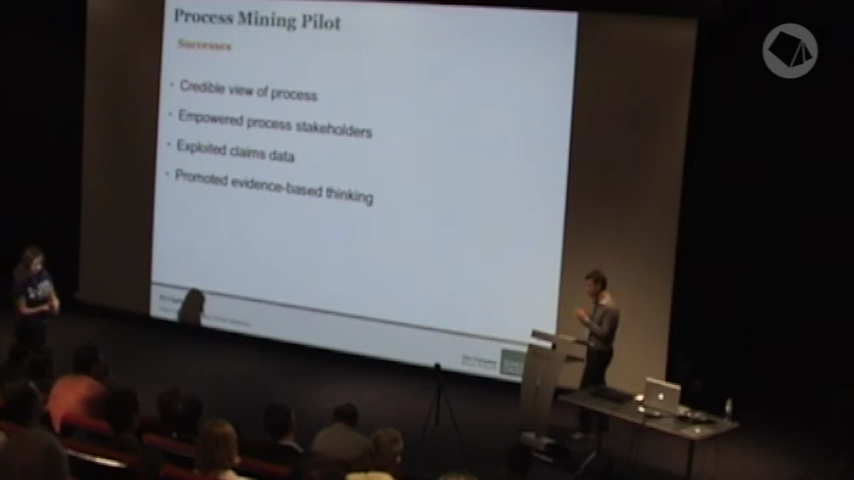 Process Mining Pilot
Successes
• Credible view of process
• Empowered process stakeholders
• Exploited claims data
• Promoted evidence-based thinking